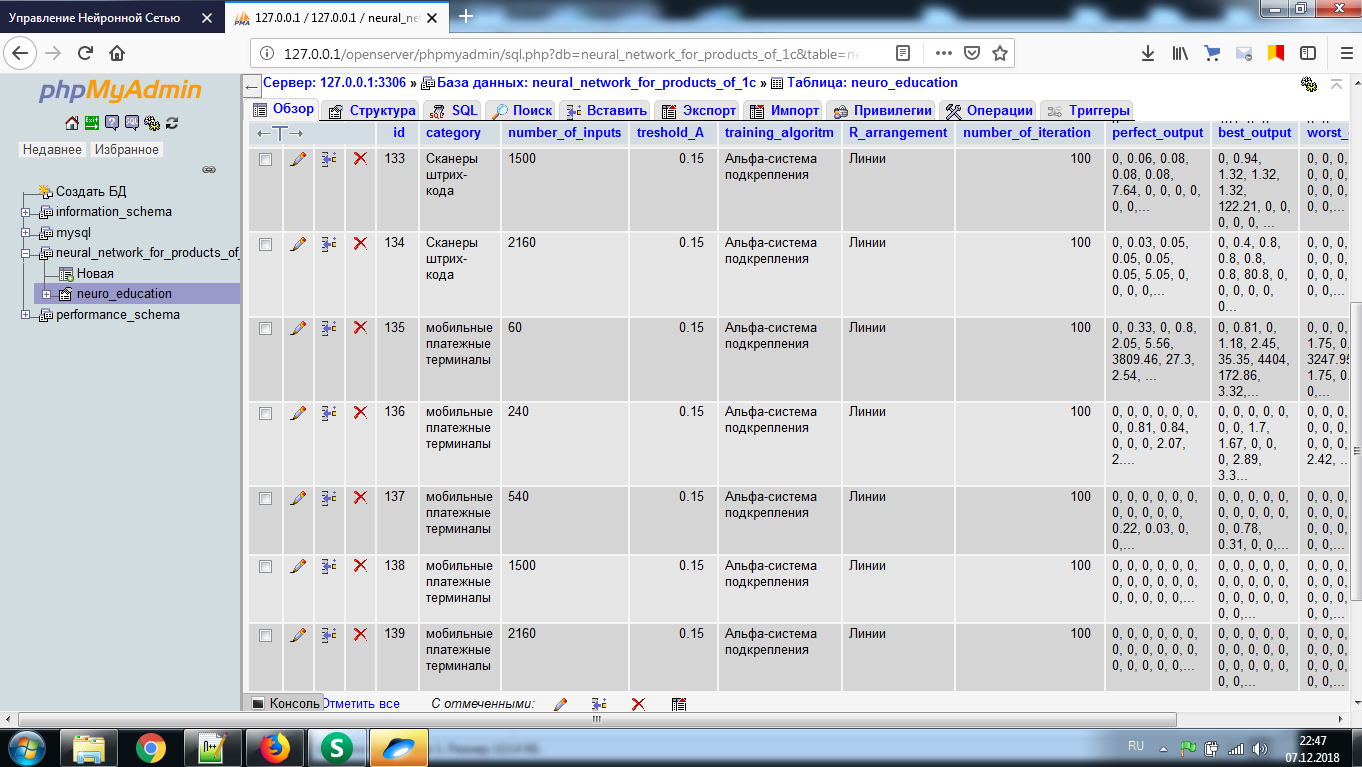 Управление Нейронной Сетью
127.0.0.1 / 127.0.0.1 / neural_ne
127.0.0.1/openserver/phpmyadmin/sql.php?db=neural_network_for_products_of_1c&table=ne
phpMyAdmin
Недавнее Избранное
Создать БД
information_schema
mysql
neural_network_for_products_of_
Новая
neuro_education
performance_schema
Сервер: 127.0.0.1:3306 » База данных: neural_network_for_products_of_1c » Таблица: neuro_education
Обзор Структура SQL Поиск Вставить Экспорт Импорт Привилегии Операции Триггеры
id category number_of_inputs treshold_A training_algoritm R_arrangement number_of_iteration perfect_output best_output worst_
133 Сканеры 1500 0.15 Альфа-система Линии 100 0, 0.06, 0.08, 0, 0.94, 0, 0, 0,
штрих- подкрепления 0.08, 0.08, 1.32, 1.32, 0, 0, 0,
кода 7.64, 0, 0, 0, 0, 1.32, 0, 0, 0,
0, 0,... 122.21, 0, 0, 0, 0,...
0, 0, 0, ...
134 Сканеры 2160 0.15 Альфа-система Линии 100 0, 0.03, 0.05, 0, 0.4, 0.8, 0, 0, 0,
штрих- подкрепления 0.05, 0.05, 0.8, 0.8, 0, 0, 0,
кода 0.05, 5.05, 0, 0.8, 80.8, 0, 0, 0, 0,
0, 0, 0,... 0, 0, 0, 0, 0, 0, 0,...
0...
135 мобильные 60 0.15 Альфа-система Линии 100 0, 0.33, 0, 0.8, 0, 0.81, 0, 0, 0, 0,
платежные подкрепления 2.05, 5.56, 1.18, 2.45, 1.75, 0,
терминалы 3809.46, 27.3, 35.35, 4404, 3247.95
2.54, ... 172.86, 1.75, 0.
3.32,... 0,...
136 мобильные 240 0.15 Альфа-система Линии 100 0, 0, 0, 0, 0, 0, 0, 0, 0, 0, 0, 0, 0, 0, 0,
платежные подкрепления 0, 0.81, 0.84, 0, 0, 1.7, 0, 0, 0,
терминалы 0, 0, 0, 2.07, 1.67, 0, 0, 0, 0, 0,
2.... 0, 2.89, 2.42, ...
3.3...
137 мобильные 540 0.15 Альфа-система Линии 100 0, 0, 0, 0, 0, 0, 0, 0, 0, 0, 0, 0, 0, 0, 0,
платежные подкрепления 0, 0, 0, 0, 0, 0, 0, 0, 0, 0, 0, 0, 0,
терминалы 0.22, 0.03, 0, 0, 0, 0.78, 0, 0, 0,
0,... 0.31, 0, 0,... 0, 0,...
138 мобильные 1500 0.15 Альфа-система Линии 100 0, 0, 0, 0, 0, 0, 0, 0, 0, 0, 0, 0, 0, 0,
платежные подкрепления 0, 0, 0, 0, 0, 0, 0, 0, 0, 0, 0, 0, 0, 0,
терминалы 0, 0, 0, 0, 0,... 0, 0, 0, 0, 0, 0, 0, 0,
0, 0,... 0, 0,...
139 мобильные 2160 0.15 Альфа-система Линии 100 0, 0, 0, 0, 0, 0, 0, 0, 0, 0, 0, 0, 0, 0,
платежные подкрепления 0, 0, 0, 0, 0, 0, 0, 0, 0, 0, 0, 0, 0, 0,
терминалы 0, 0, 0, 0, 0,... 0, 0, 0, 0, 0, 0, 0, 0,
0, 0,... 0, 0,...
Консоль Отметить все С отмеченными:
RU 22:47
07.12.2018